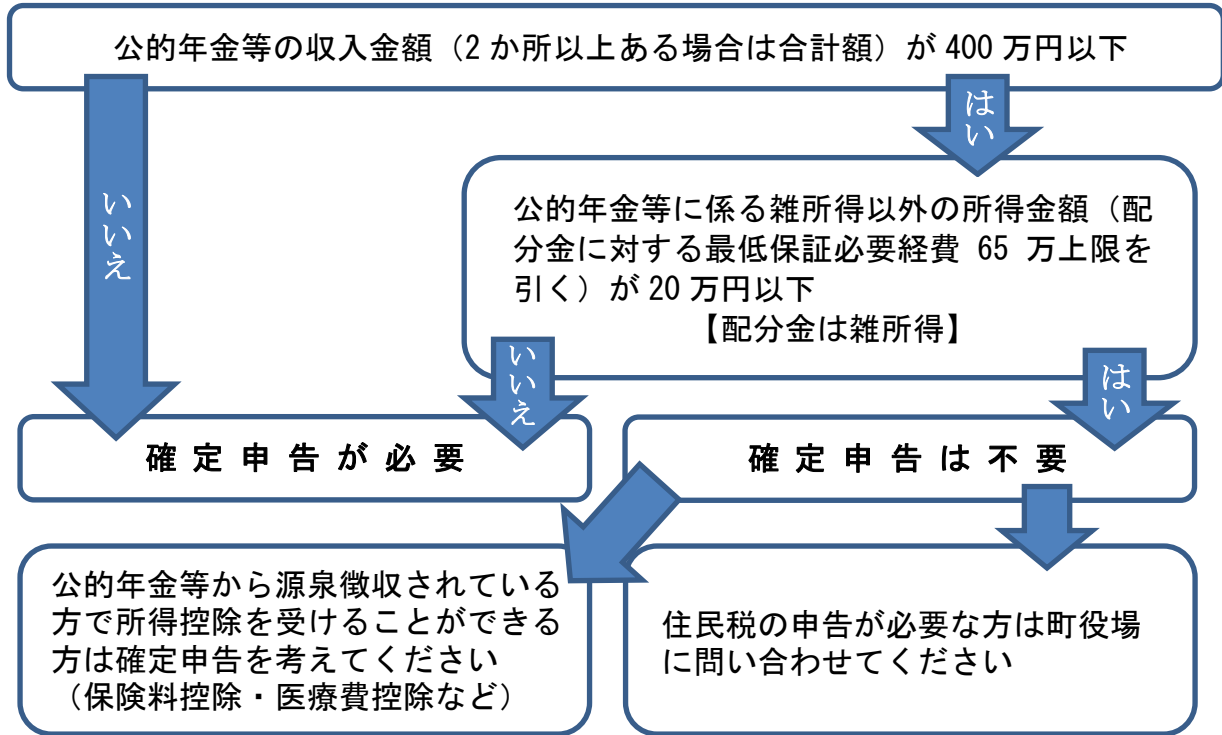 公的年金等の収入金額（2か所以上ある場合は合計額）が400万円以下
はい
いいえ
公的年金等に係る雑所得以外の所得金額（配
分金に対する最低保証必要経費 65 万上限を
引く）が20万円以下
【配分金は雑所得】
いいえ
はい
確定申告が必要
確定申告は不要
公的年金等から源泉徴収されている
方で所得控除を受けることができる
方は確定申告を考えてください
（保険料控除・医療費控除など）
住民税の申告が必要な方は町役場
に問い合わせてください